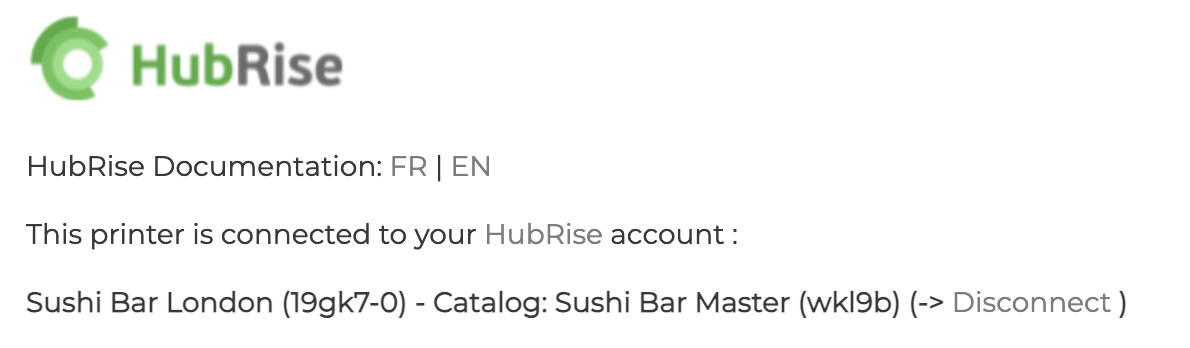 HubRise
HubRise Documentation: FR | EN
This printer is connected to your HubRise account :
Sushi Bar London (19gk7-0) - Catalog: Sushi Bar Master (wkl9b) (-> Disconnect )